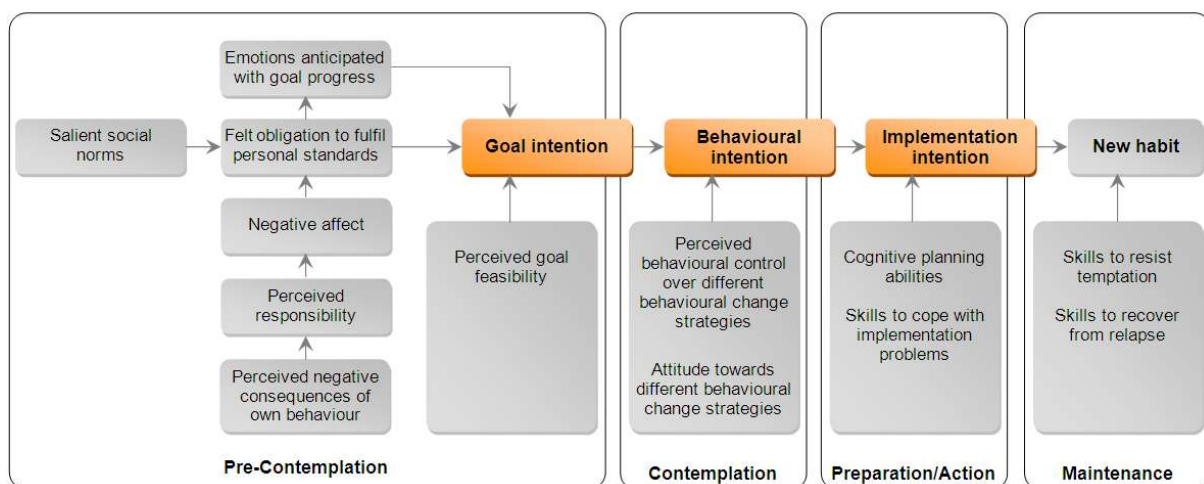 Emotions anticipated
with goal progress
Salient social
norms
Felt obligation to fulfil
personal standards
Negative affect
Perceived
responsibility
Perceived negative
consequences of
own behaviour
Goal intention
Perceived goal
feasibility
Pre-Contemplation
Behavioural
intention
Perceived
behavioural control
over different
behavioural change
strategies
Attitude towards
different behavioural
change strategies
Contemplation
Implementation
intention
Cognitive planning
abilities
Skills to cope with
implementation
problems
Preparation/Action
New habit
Skills to resist
temptation
Skills to recover
from relapse
Maintenance